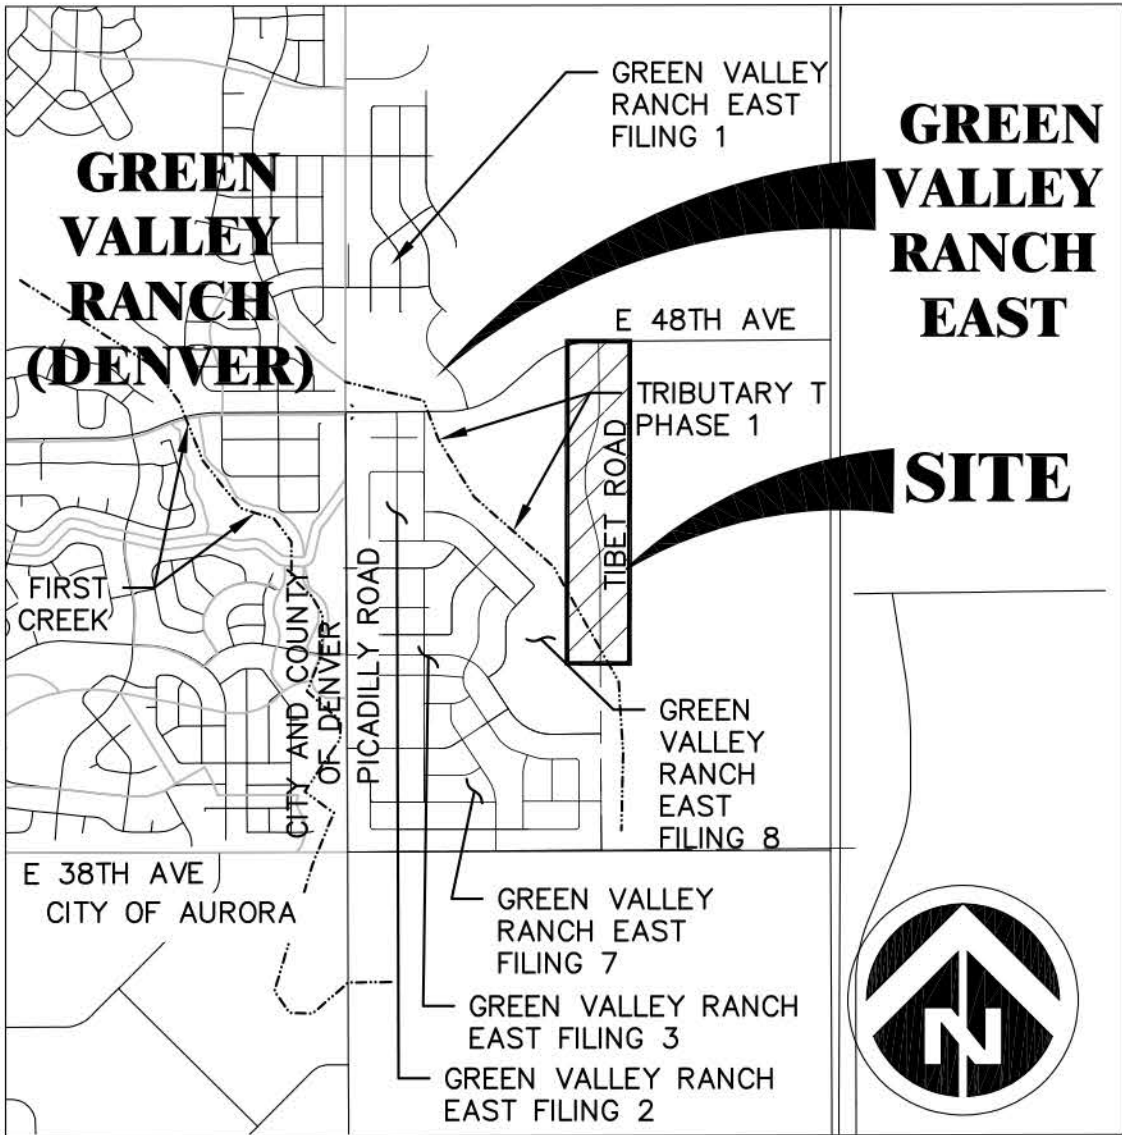 GREEN VALLEY
RANCH EAST
FILING 1
GREEN
VALLEY
RANCH
(DENVER)
GREEN
VALLEY
RANCH
EAST
E 48TH AVE
TRIBUTARY T
PHASE 1
TIBET ROAD
SITE
FIRST
CREEK
CITY AND COUNTY
OF DENVER
PICADILLY ROAD
GREEN
VALLEY
RANCH
EAST
FILING 8
E 38TH AVE
CITY OF AURORA
GREEN VALLEY
RANCH EAST
FILING 7
GREEN VALLEY RANCH
EAST FILING 3
GREEN VALLEY RANCH
EAST FILING 2
N